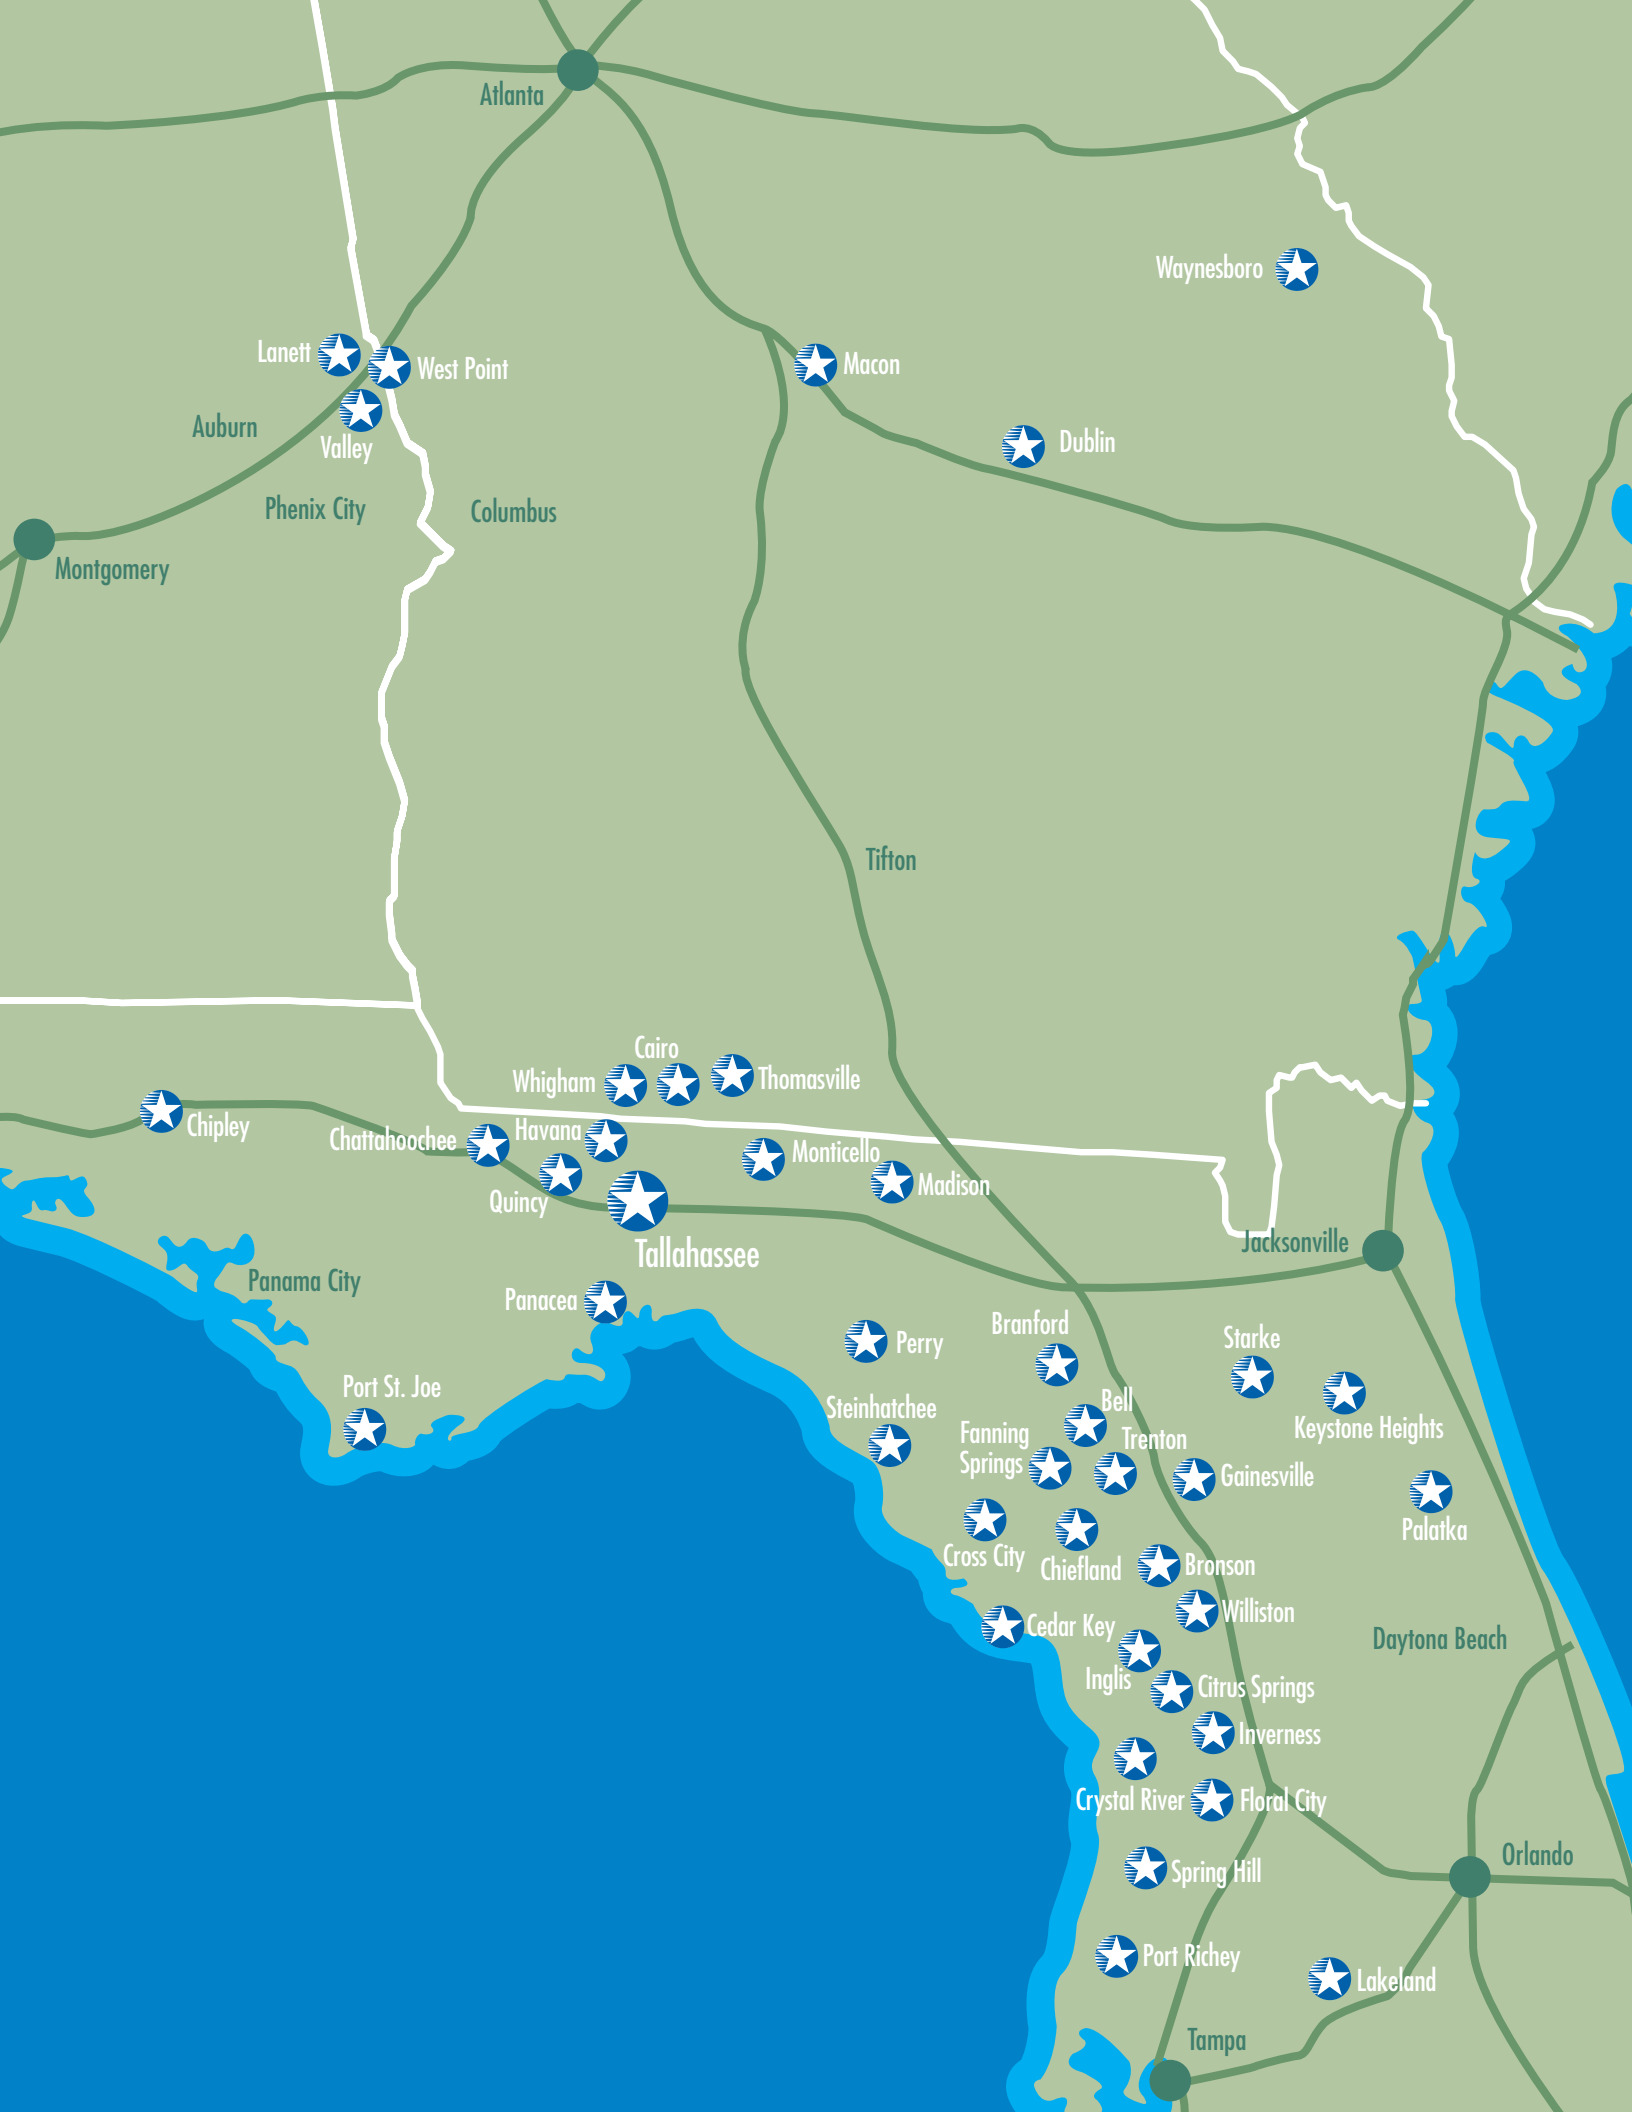 Atlanta
Waynesboro
Lanett
West Point
Macon
Auburn
Valley
Dublin
Phenix City
Columbus
Montgomery
Tifton
Cairo
Whigham
Thomasville
Chipley
Chattahoochee
Havana
Monticello
Madison
Quincy
Tallahassee
Jacksonville
Panama City
Panacea
Branford
Perry
Starke
Port St. Joe
Steinhatchee
Bell
Keystone Heights
Fanning
Springs
Trenton
Gainesville
Palatka
Cross City
Chiefland
Bronson
Williston
Cedar Key
Daytona Beach
Inglis
Citrus Springs
Inverness
Crystal River
Floral City
Orlando
Spring Hill
Port Richey
Lakeland
Tampa